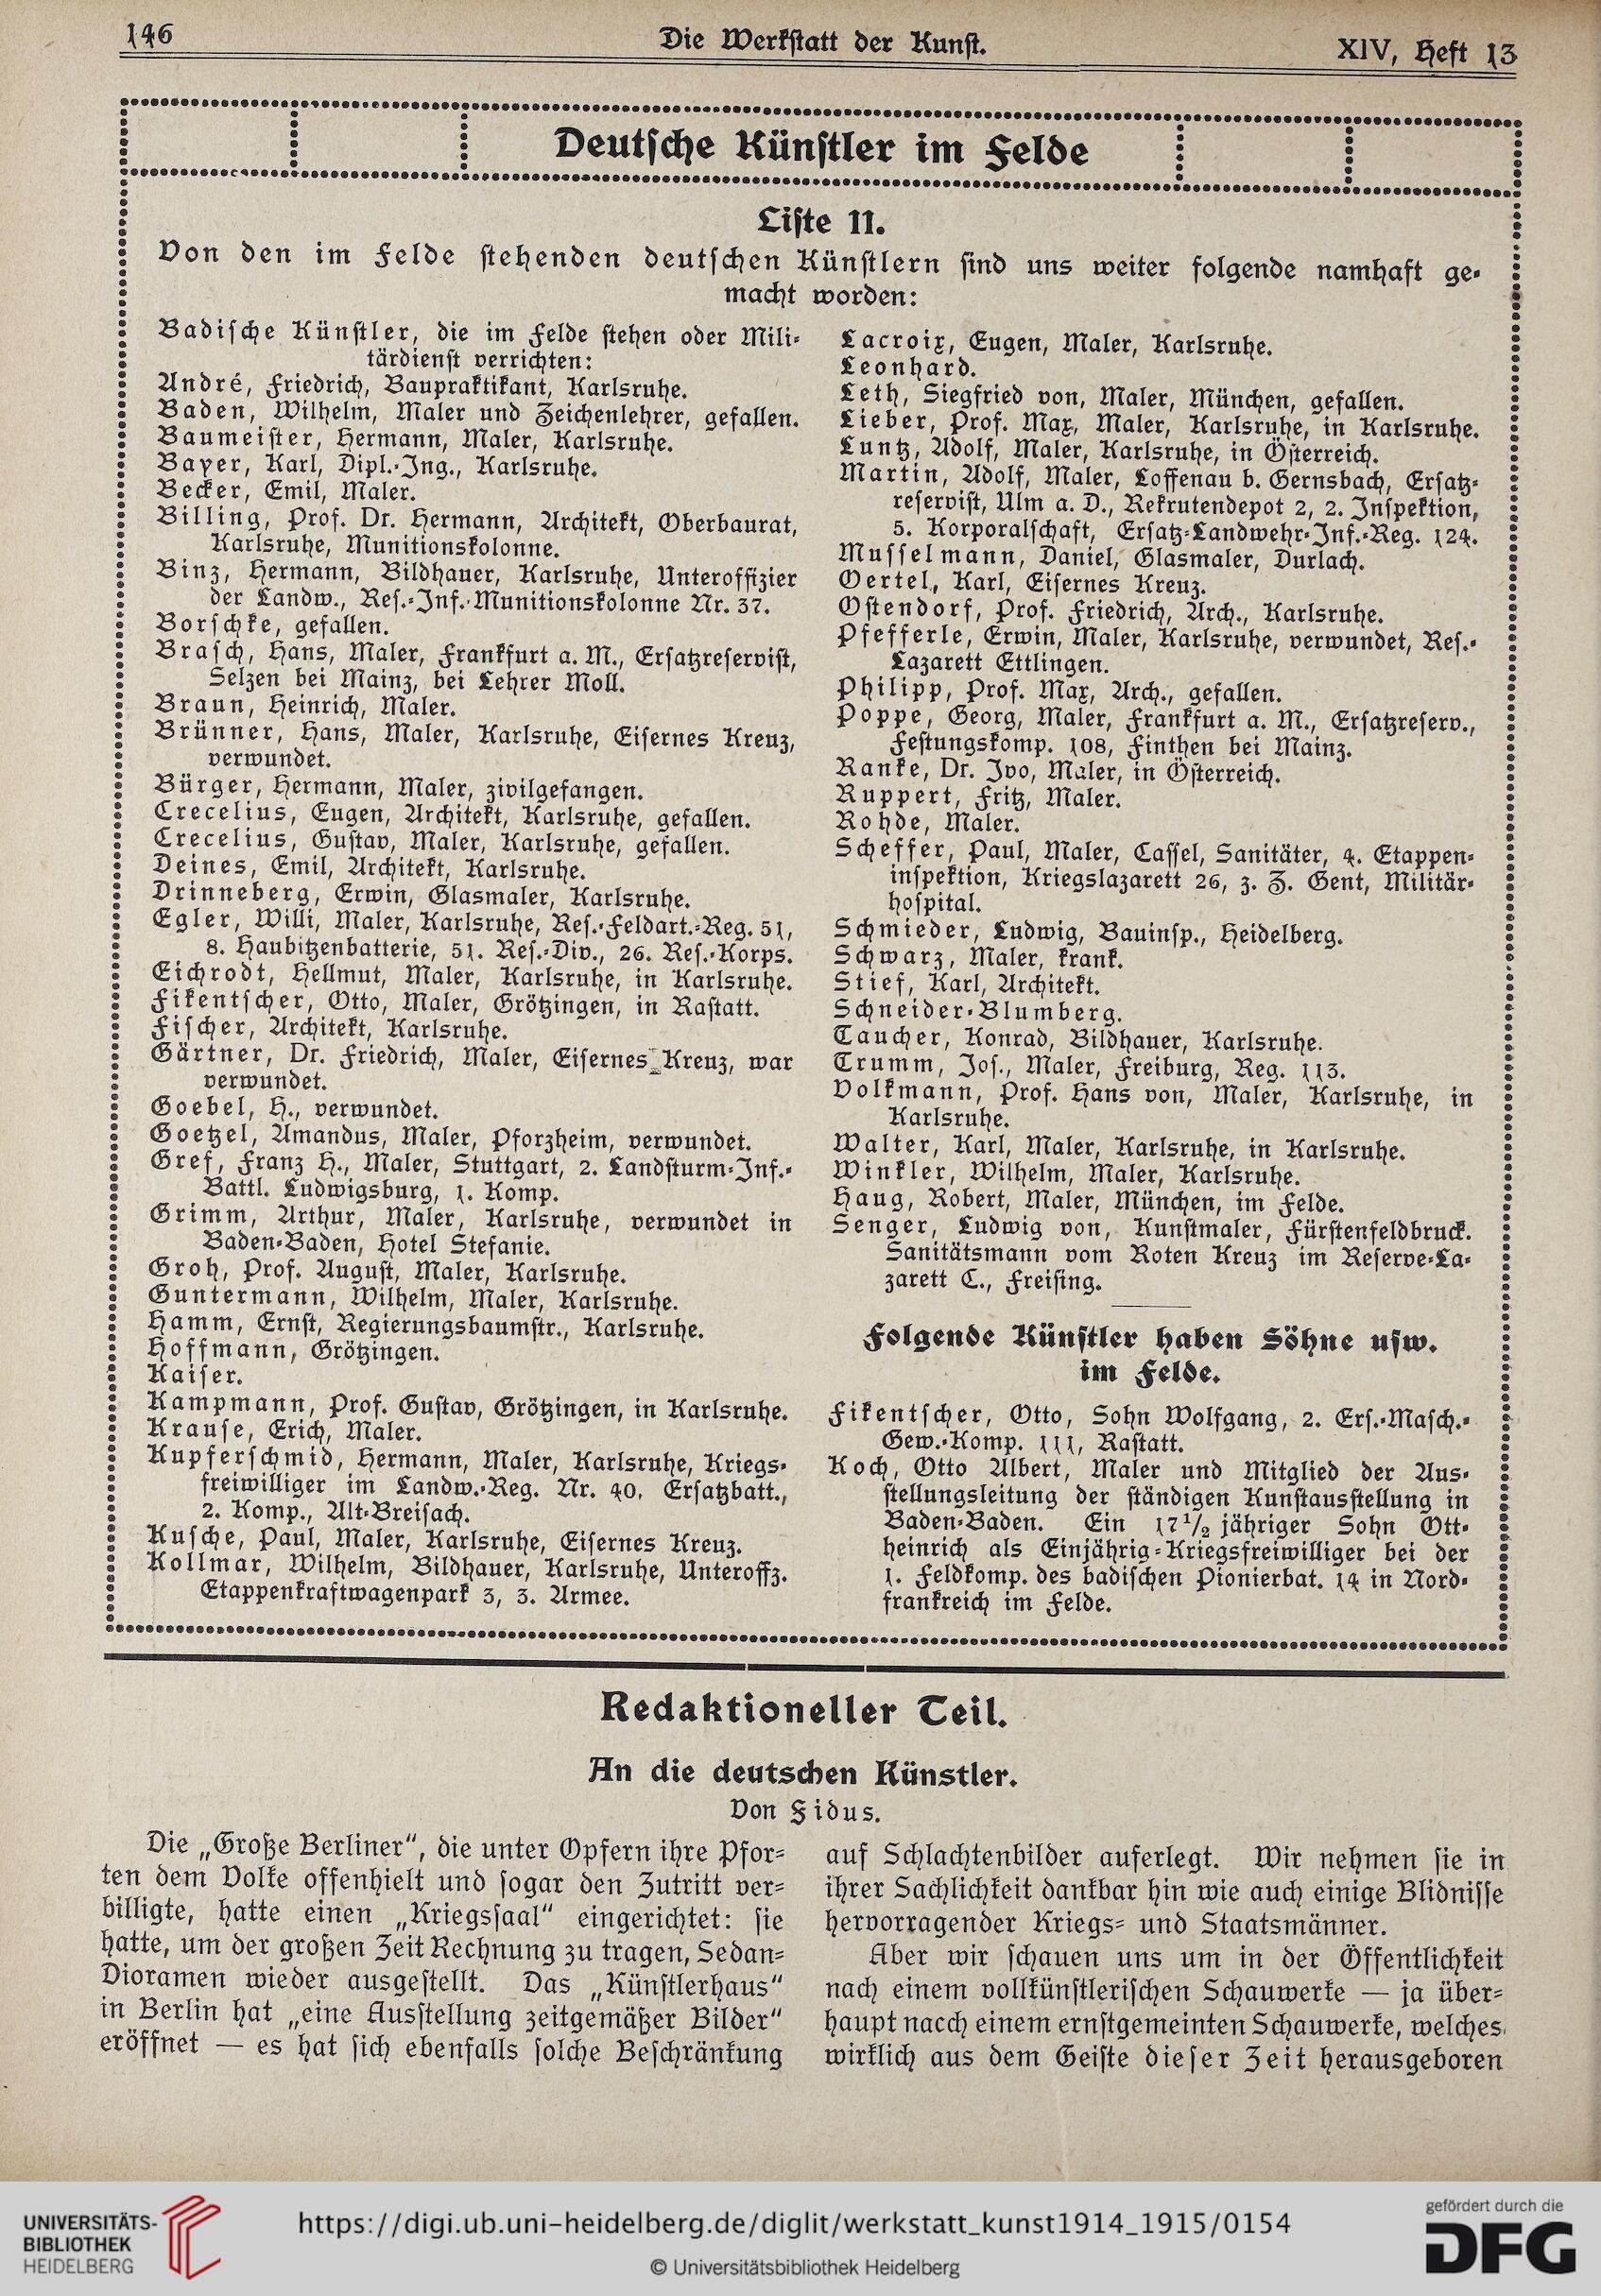 146
Die Werkstatt der Kunst.
XIV, Heft 13
Deutsche Künstler im Felde
Liste II.
Von den im Felde stehenden deutschen Künstlern sind uns weiter folgende namhaft ge-
macht worden:
Badische Künstler, die im Felde stehen oder Mili-
tärdienst verrichten:
André, Friedrich, Baupraktikant, Karlsruhe.
Baden, Wilhelm, Maler und Zeichenlehrer, gefallen.
Baumeister, Hermann, Maler, Karlsruhe.
Bayer, Karl, Dipl.-Ing., Karlsruhe.
Becker, Emil, Maler.
Billing, Prof. Dr. Hermann, Architekt, Oberbaurat,
Karlsruhe, Munitionskolonne.
Binz, Hermann, Bildhauer, Karlsruhe, Unteroffizier
der Landw., Res.-Inf.-Munitionskolonne Nr. 37.
Borschke, gefallen.
Brasch, Hans, Maler, Frankfurt a. M., Ersatzreservist,
Selzen bei Mainz, bei Lehrer Moll.
Braun, Heinrich, Maler.
Brünner, Hans, Maler, Karlsruhe, Eisernes Kreuz,
verwundet.
Bürger, Hermann, Maler, zivilgefangen.
Crecelius, Eugen, Architekt, Karlsruhe, gefallen.
Crecelius, Gustav, Maler, Karlsruhe, gefallen.
Deines, Emil, Architekt, Karlsruhe.
Drinneberg, Erwin, Glasmaler, Karlsruhe.
Egler, Willi, Maler, Karlsruhe, Res.-Feldart.-Reg. 51,
8. Haubitzenbatterie, 51. Res.-Div., 26. Res.-Korps.
Eichrodt, Hellmut, Maler, Karlsruhe, in Karlsruhe.
Fikentscher, Otto, Maler, Grötzingen, in Rastatt.
Fischer, Architekt, Karlsruhe.
Gärtner, Dr. Friedrich, Maler, Eisernes Kreuz, war
verwundet.
Goebel, H., verwundet.
Goetzel, Amandus, Maler, Pforzheim, verwundet.
Gref, Franz H., Maler, Stuttgart, 2. Landsturm-Inf.-
Battl. Ludwigsburg, 1. Komp.
Grimm, Arthur, Maler, Karlsruhe, verwundet in
Baden-Baden, Hotel Stefanie.
Groh, Prof. August, Maler, Karlsruhe.
Guntermann, Wilhelm, Maler, Karlsruhe.
Hamm, Ernst, Regierungsbaumstr., Karlsruhe.
Hoffmann, Grötzingen.
Kaiser.
Kampmann, Prof. Gustav, Grötzingen, in Karlsruhe.
Krause, Erich, Maler.
Kupferschmid, Hermann, Maler, Karlsruhe, Kriegs-
freiwilliger im Landw.-Reg. Nr. 40, Ersatzbatt.,
2. Komp., Alt-Breisach.
Kusche, Paul, Maler, Karlsruhe, Eisernes Kreuz.
Kollmar, Wilhelm, Bildhauer, Karlsruhe, Unteroffz.
Etappenkraftwagenpark 3, 3. Armee.
Lacroix, Eugen, Maler, Karlsruhe.
Leonhard.
Leth, Siegfried von, Maler, München, gefallen.
Lieber, Prof. Max, Maler, Karlsruhe, in Karlsruhe.
Luntz, Adolf, Maler, Karlsruhe, in Österreich.
Martin, Adolf, Maler, Loffenau b. Gernsbach, Ersatz-
reservist, Ulm a. D., Rekrutendepot 2, 2. Inspektion,
5. Korporalschaft, Ersatz-Landwehr-Inf.-Reg. 124.
Musselmann, Daniel, Glasmaler, Durlach.
Oertel, Karl, Eisernes Kreuz.
Ostendorf, Prof. Friedrich, Arch., Karlsruhe.
Pfefferle, Erwin, Maler, Karlsruhe, verwundet, Res.-
Lazarett Ettlingen.
Philipp, Prof. Max, Arch., gefallen.
Poppe, Georg, Maler, Frankfurt a. M., Ersatzreserv.,
Festungskomp. 108, Finthen bei Mainz.
Ranke, Dr. Ivo, Maler, in Österreich.
Ruppert, Fritz, Maler.
Rohde, Maler.
Scheffer, Paul, Maler, Cassel, Sanitäter, 4. Etappen-
inspektion, Kriegslazarett 26, z. Z. Gent, Militär-
hospital.
Schmieder, Ludwig, Bauinsp., Heidelberg.
Schwarz, Maler, krank.
Stief, Karl, Architekt.
Schneider-Blumberg.
Taucher, Konrad, Bildhauer, Karlsruhe.
Trumm, Jos., Maler, Freiburg, Reg. 113.
Volkmann, Prof. Hans von, Maler, Karlsruhe, in
Karlsruhe.
Walter, Karl, Maler, Karlsruhe, in Karlsruhe.
Winkler, Wilhelm, Maler, Karlsruhe.
Haug, Robert, Maler, München, im Felde.
Senger, Ludwig von, Kunstmaler, Fürstenfeldbruck.
Sanitätsmann vom Roten Kreuz im Reserve-La-
zarett C., Freising.
Folgende Künstler haben Söhne usw.
im Felde.
Fikentscher, Otto, Sohn Wolfgang, 2. Ers.-Masch.-
Gew.-Komp. 111, Rastatt.
Koch, Otto Albert, Maler und Mitglied der Aus-
stellungsleitung der ständigen Kunstausstellung in
Baden-Baden. Ein 17 1/2 jähriger Sohn Ott-
heinrich als Einjährig-Kriegsfreiwilliger bei der
1. Feldkomp. des badischen Pionierbat. 14 in Nord-
frankreich im Felde.
Redaktioneller Teil.
An die deutschen Künstler.
Von Fidus.
Die „Große Berliner“, die unter Opfern ihre Pfor-
ten dem Volke offenhielt und sogar den Zutritt ver-
billigte, hatte einen „Kriegssaal“ eingerichtet: sie
hatte, um der großen Zeit Rechnung zu tragen, Sedan-
Dioramen wieder ausgestellt. Das „Künstlerhaus“
in Berlin hat „eine Ausstellung zeitgemäßer Bilder“
eröffnet — es hat sich ebenfalls solche Beschränkung
auf Schlachtenbilder auferlegt. Wir nehmen sie in
ihrer Sachlichkeit dankbar hin wie auch einige Blidnisse
hervorragender Kriegs- und Staatsmänner.
Aber wir schauen uns um in der Öffentlichkeit
nach einem vollkünstlerischen Schauwerke — ja über-
haupt nacch einem ernstgemeinten Schauwerke, welches
wirklich aus dem Geiste dieser Zeit herausgeboren
UNIVERSITÄTS-
BIBLIOTHEK
HEIDELBERG
https://digi.ub.uni-heidelberg.de/diglit/werkstatt_kunst1914_1915/0154
© Universitätsbibliothek Heidelberg
gefördert durch die
DFG